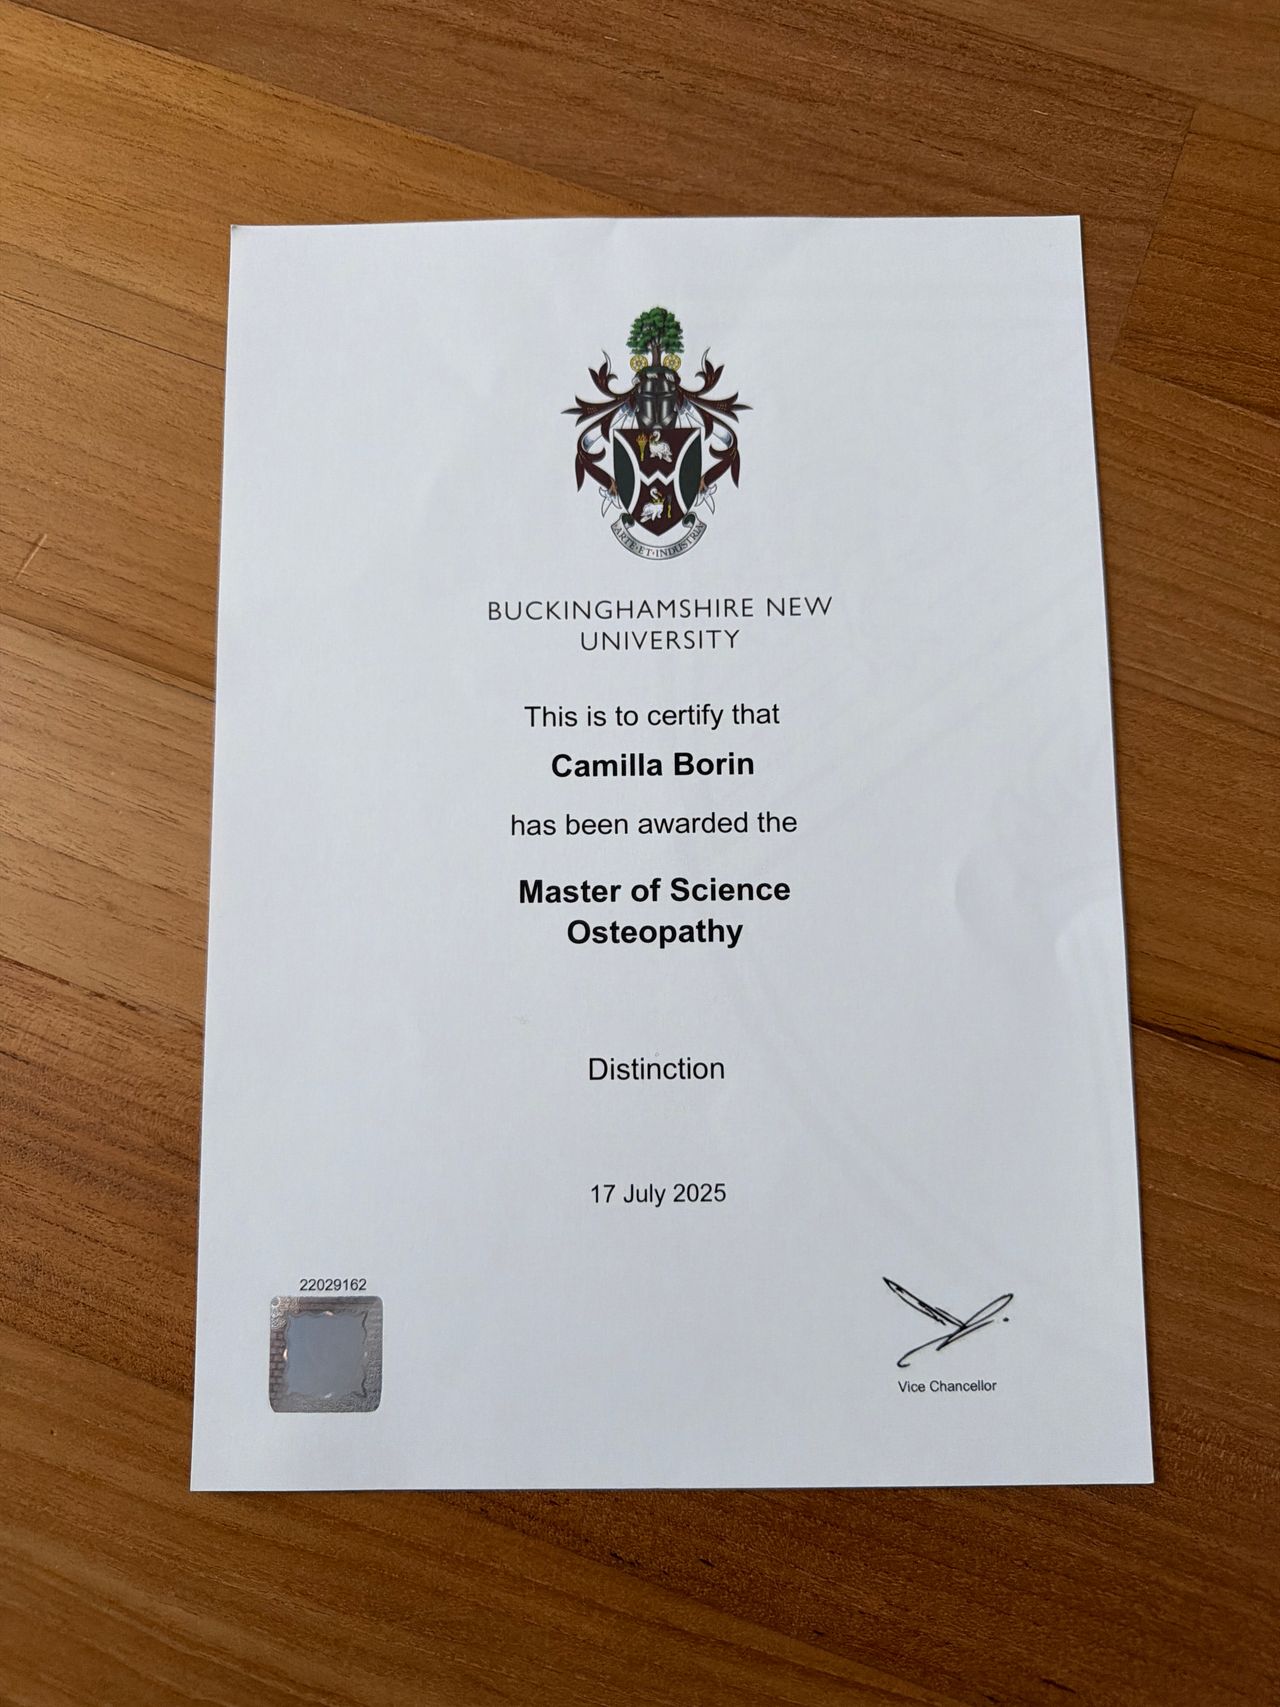 ARTE·ET·INDUSTRIA
BUCKINGHAMSHIRE NEW
UNIVERSITY
This is to certify that
Camilla Borin
has been awarded the
Master of Science
Osteopathy
Distinction
17 July 2025
22029162
Vice Chancellor